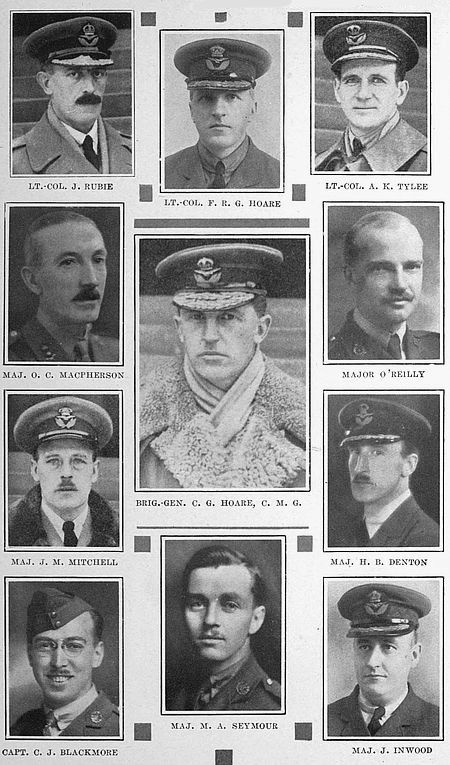 LT.-COL. J. RUBIE
LT.-COL. F. R. G. HOARE
LT.-COL. A. K. TYLEE
MAJ. O. C. MACPHERSON
MAJOR O'REILLY
BRIG.-GEN. C. G. HOARE, C. M. G.
MAJ. J. M. MITCHELL
MAJ. H. B. DENTON
CAPT. C. J. BLACKMORE
MAJ. M. A. SEYMOUR
MAJ. J. INWOOD